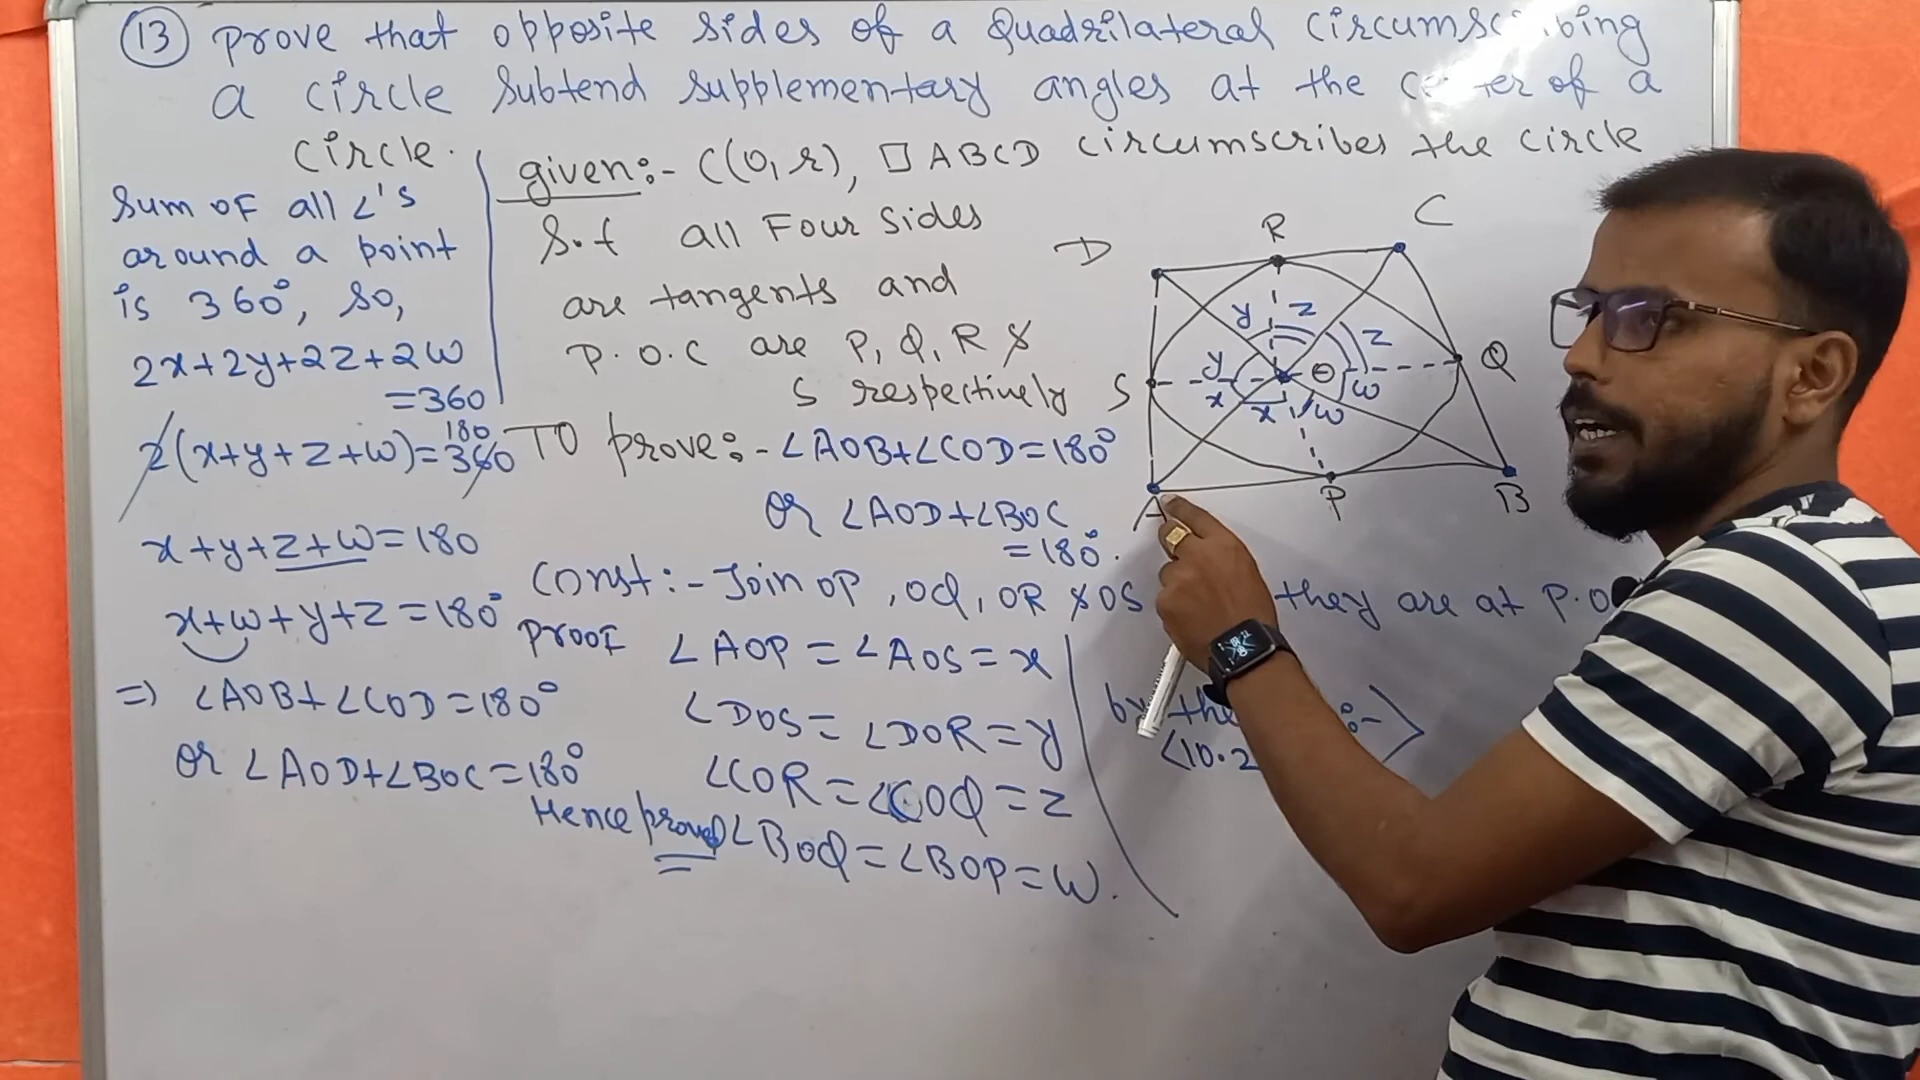 13 prove that opposite sides of a Quadrilateral circumsc ibing
a circle subtend supplementary angles at the ce ter of a
circle.
Sum of all ∠'s
around a point
is 360°, so,
2x+2y+2z+2w
=360
2(x+y+z+w)=360
180
x+y+z+w=180
x+w+y+z=180°
=) ∠AOB+∠COD=180°
or ∠AOD+∠BOC=180°
Hence proved
given:- C(O,r), □ABCD circumscribes the circle
S.t all Four sides
are tangents and
P.O.C are P, Q, R &
S respectively
TO prove:- ∠AOB+∠COD=180°
or ∠AOD+∠BOC
=180°.
Const:- Join OP, OQ, OR & OS they are at P.O
proof ∠AOP=∠AOS=x
∠DOS=∠DOR=y
∠COR=∠COQ=z
∠BOQ=∠BOP=w.
by the :-
<10.2 >
D R C
y z z
y O w Q
S x x w
A P B